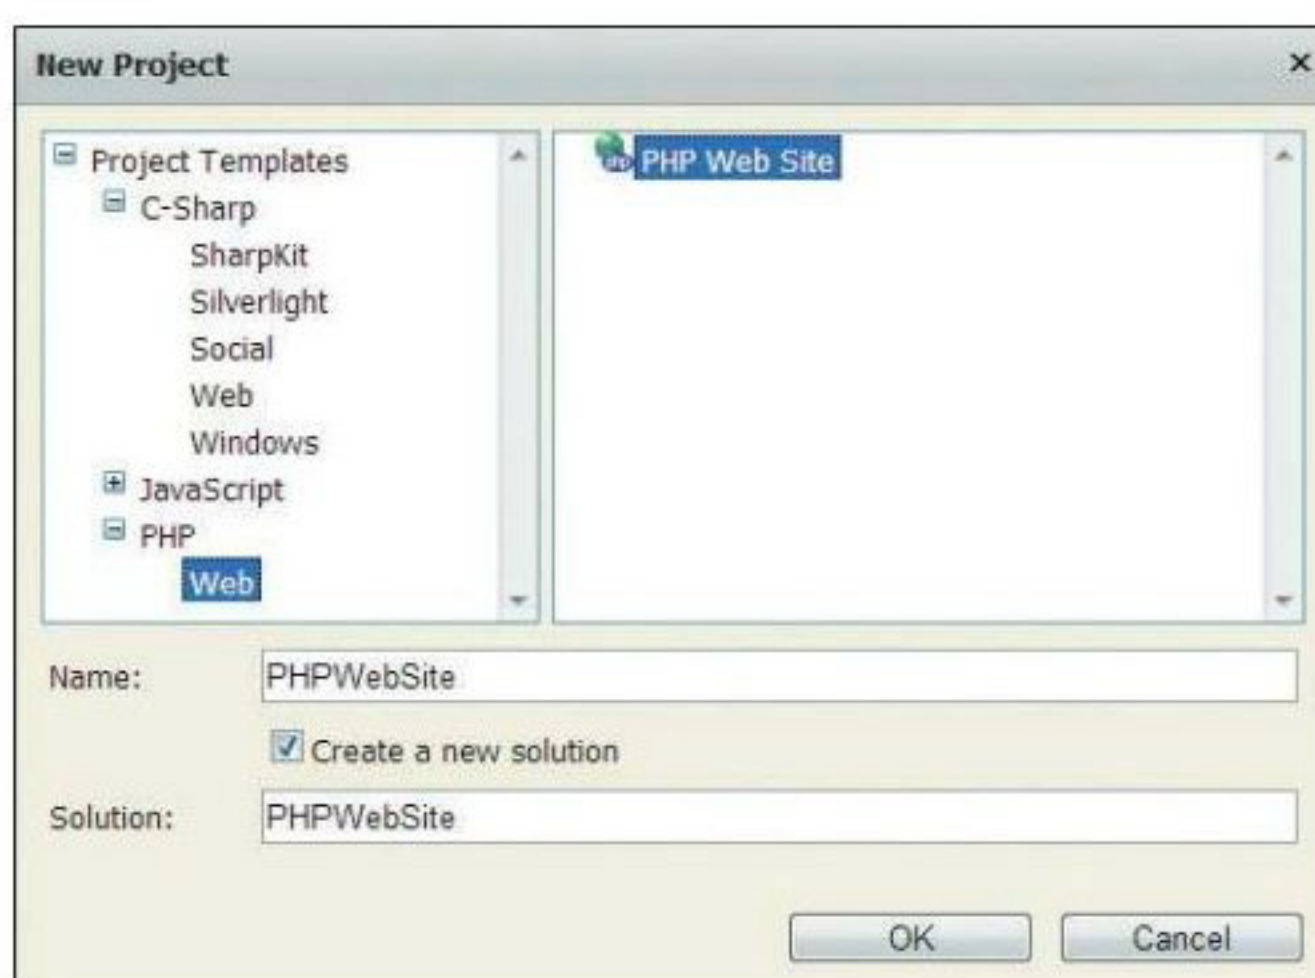 New Project
Project Templates
C-Sharp
SharpKit
Silverlight
Social
Web
Windows
JavaScript
PHP
Web
php
PHP Web Site
Name:
PHPWebSite
Create a new solution
Solution:
PHPWebSite
OK
Cancel